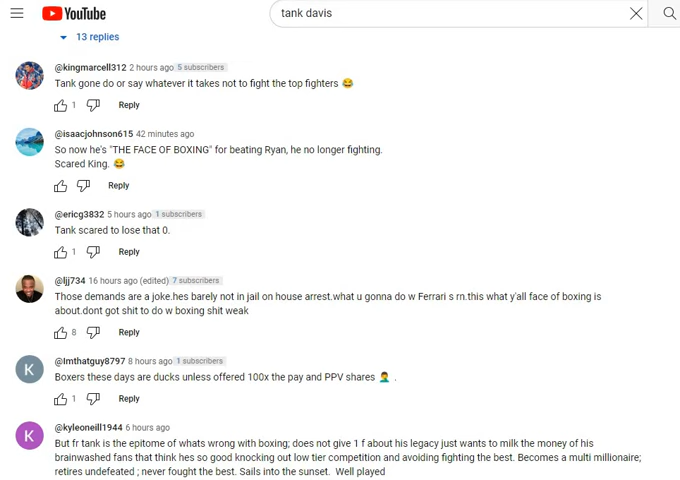 YouTube
tank davis
13 replies
@kingmarcell312 2 hours ago 5 subscribers
Tank gone do or say whatever it takes not to fight the top fighters 😂
1 Reply
@isaacjohnson615 42 minutes ago
So now he's "THE FACE OF BOXING" for beating Ryan, he no longer fighting.
Scared King. 😂
Reply
@ericg3832 5 hours ago 1 subscribers
Tank scared to lose that 0.
1 Reply
@ljj734 16 hours ago (edited) 7 subscribers
Those demands are a joke.hes barely not in jail on house arrest.what u gonna do w Ferrari s rn.this what y'all face of boxing is
about.dont got shit to do w boxing shit weak
8 Reply
K
@Imthatguy8797 8 hours ago 1 subscribers
Boxers these days are ducks unless offered 100x the pay and PPV shares 🤦‍♂️ .
1 Reply
K
@kyleoneill1944 6 hours ago
But fr tank is the epitome of whats wrong with boxing; does not give 1 f about his legacy just wants to milk the money of his
brainwashed fans that think hes so good knocking out low tier competition and avoiding fighting the best. Becomes a multi millionaire;
retires undefeated ; never fought the best. Sails into the sunset.  Well played